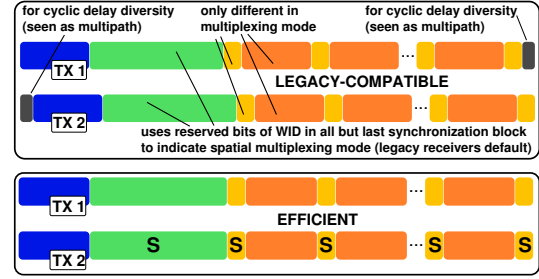 for cyclic delay diversity
(seen as multipath)
only different in
multiplexing mode
for cyclic delay diversity
(seen as multipath)
...
TX 1
LEGACY-COMPATIBLE
...
TX 2
uses reserved bits of WID in all but last synchronization block
to indicate spatial multiplexing mode (legacy receivers default)
...
TX 1
EFFICIENT
S S S ... S S
TX 2